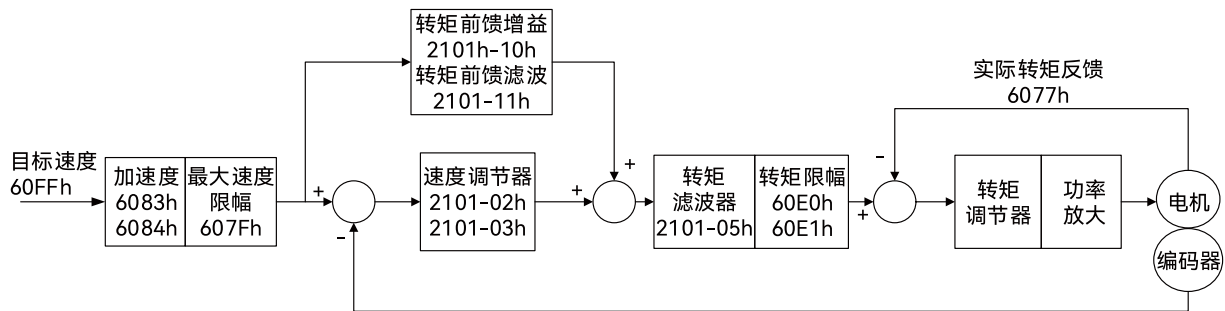 转矩前馈增益
2101h-10h
转矩前馈滤波
2101-11h
实际转矩反馈
6077h
目标速度
60FFh
加速度
6083h
6084h
最大速度
限幅
607Fh
+
-
速度调节器
2101-02h
2101-03h
+
+
转矩
滤波器
2101-05h
转矩限幅
60E0h
60E1h
+
-
转矩
调节器
功率
放大
电机
编码器